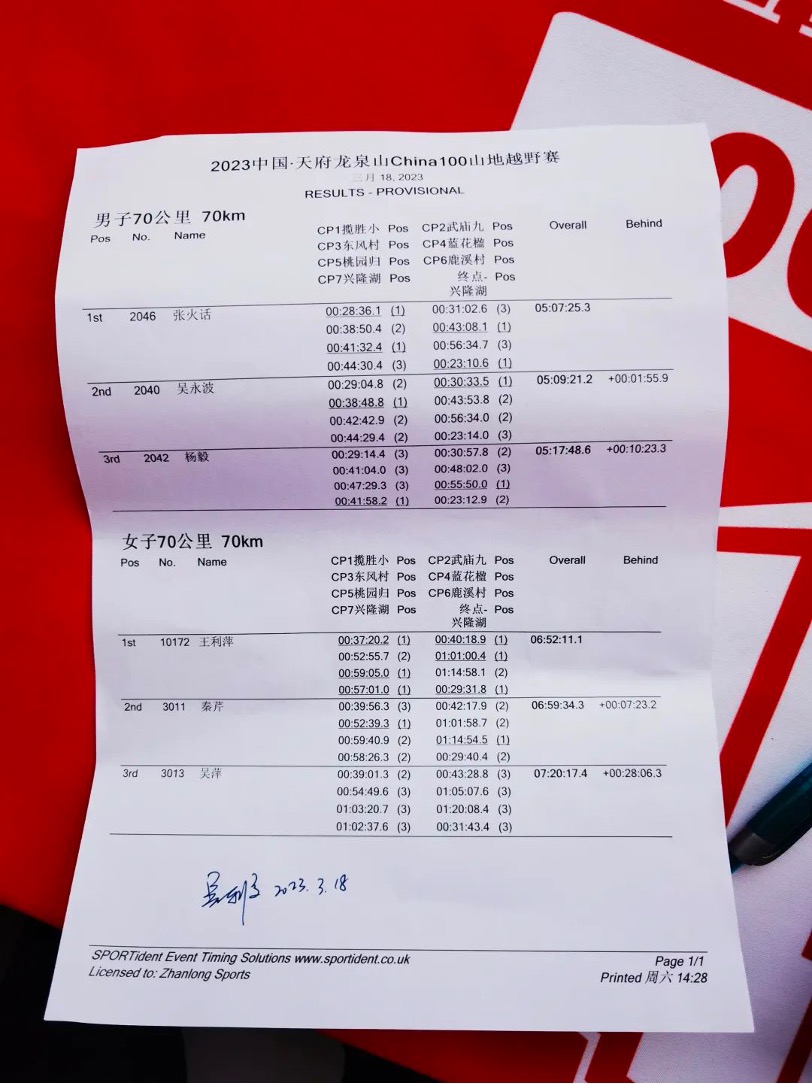 2023中国·天府龙泉山China100山地越野赛
三月 18, 2023
RESULTS - PROVISIONAL
男子70公里 70km
Pos No. Name CP1揽胜小 Pos CP2武庙九 Pos Overall Behind
CP3东风村 Pos CP4蓝花楹 Pos
CP5桃园归 Pos CP6鹿溪村 Pos
CP7兴隆湖 Pos 终点- Pos
兴隆湖
1st 2046 张火话 00:28:36.1 (1) 00:31:02.6 (3) 05:07:25.3
00:38:50.4 (2) 00:43:08.1 (1)
00:41:32.4 (1) 00:56:34.7 (3)
00:44:30.4 (3) 00:23:10.6 (1)
2nd 2040 吴永波 00:29:04.8 (2) 00:30:33.5 (1) 05:09:21.2 +00:01:55.9
00:38:48.8 (1) 00:43:53.8 (2)
00:42:42.9 (2) 00:56:34.0 (2)
00:44:29.4 (2) 00:23:14.0 (3)
3rd 2042 杨毅 00:29:14.4 (3) 00:30:57.8 (2) 05:17:48.6 +00:10:23.3
00:41:04.0 (3) 00:48:02.0 (3)
00:47:29.3 (3) 00:55:50.0 (1)
00:41:58.2 (1) 00:23:12.9 (2)
女子70公里 70km
Pos No. Name CP1揽胜小 Pos CP2武庙九 Pos Overall Behind
CP3东风村 Pos CP4蓝花楹 Pos
CP5桃园归 Pos CP6鹿溪村 Pos
CP7兴隆湖 Pos 终点- Pos
兴隆湖
1st 10172 王利萍 00:37:20.2 (1) 00:40:18.9 (1) 06:52:11.1
00:52:55.7 (2) 01:01:00.4 (1)
00:59:05.0 (1) 01:14:58.1 (2)
00:57:01.0 (1) 00:29:31.8 (1)
2nd 3011 秦芹 00:39:56.3 (3) 00:42:17.9 (2) 06:59:34.3 +00:07:23.2
00:52:39.3 (1) 01:01:58.7 (2)
00:59:40.9 (2) 01:14:54.5 (1)
00:58:26.3 (2) 00:29:40.4 (2)
3rd 3013 吴萍 00:39:01.3 (2) 00:43:28.8 (3) 07:20:17.4 +00:28:06.3
00:54:49.6 (3) 01:05:07.6 (3)
01:03:20.7 (3) 01:20:08.4 (3)
01:02:37.6 (3) 00:31:43.4 (3)
2023.3.18
SPORTident Event Timing Solutions www.sportident.co.uk Page 1/1
Licensed to: Zhanlong Sports Printed 周六 14:28